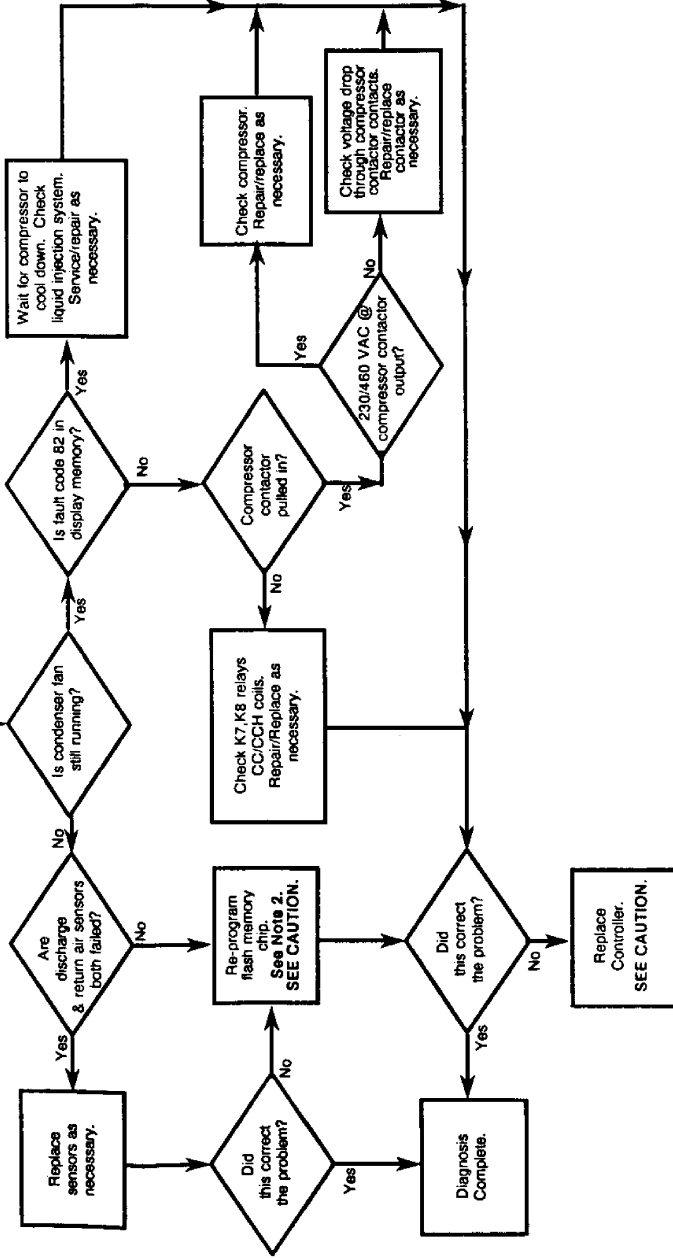 Is condenser fan
still running?
Yes
No
Is fault code 82 in
display memory?
Yes
No
Wait for compressor to
cool down. Check
liquid injection system.
Service/repair as
necessary.
Compressor
contactor
pulled in?
Yes
No
230/460 VAC @
compressor contactor
output?
Yes
No
Check compressor.
Repair/replace as
necessary.
Check voltage drop
through compressor
contactor contacts.
Repair/replace
contactor as
necessary.
Check K7,K8 relays
CC/CCH coils.
Repair/Replace as
necessary.
Are
discharge
& return air sensors
both failed?
Yes
No
Replace
sensors as
necessary.
Re-program
flash memory
chip.
See Note 2.
SEE CAUTION.
Did
this correct
the problem?
No
Yes
Did
this correct
the problem?
Yes
No
Diagnosis
Complete.
Replace
Controller.
SEE CAUTION.